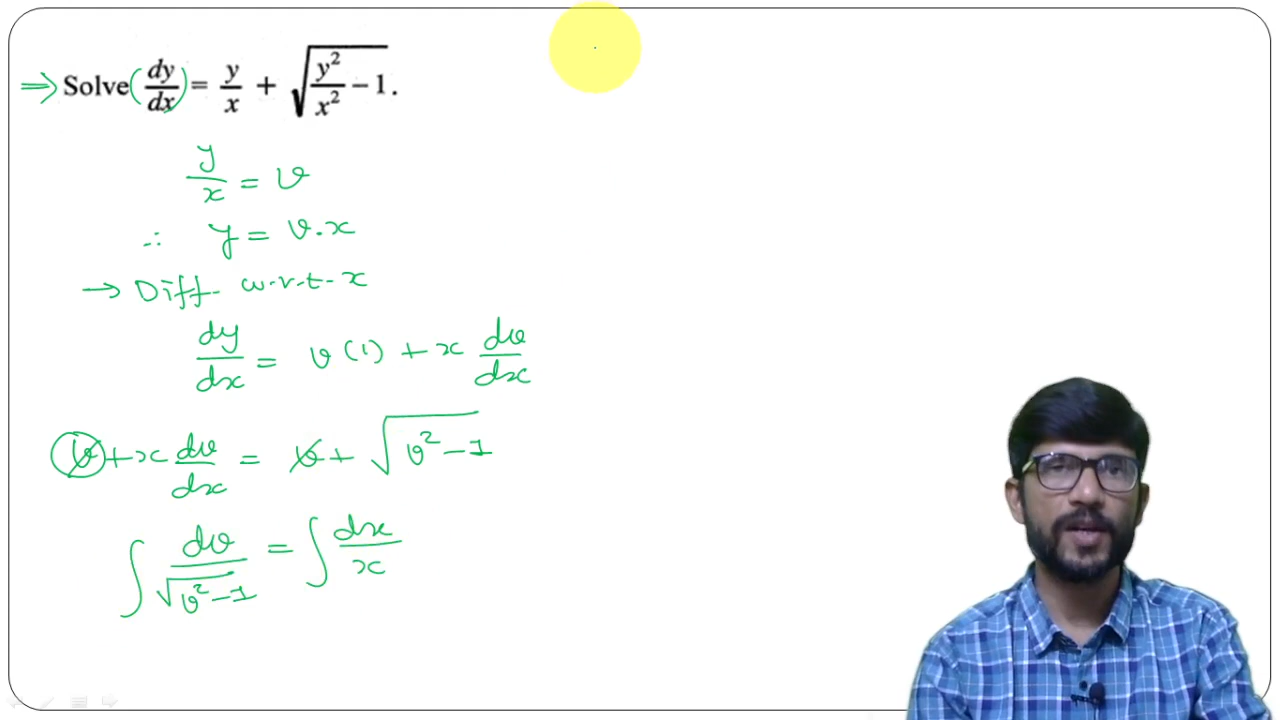 ⇒ Solve (dy/dx) = y/x + √(y²/x² − 1).
y/x = v
∴ y = v.x
→ Diff. w.r.t. x
dy/dx = v(1) + x dv/dx
v + x dv/dx = v + √(v² − 1)
∫ dv/√(v² − 1) = ∫ dx/x